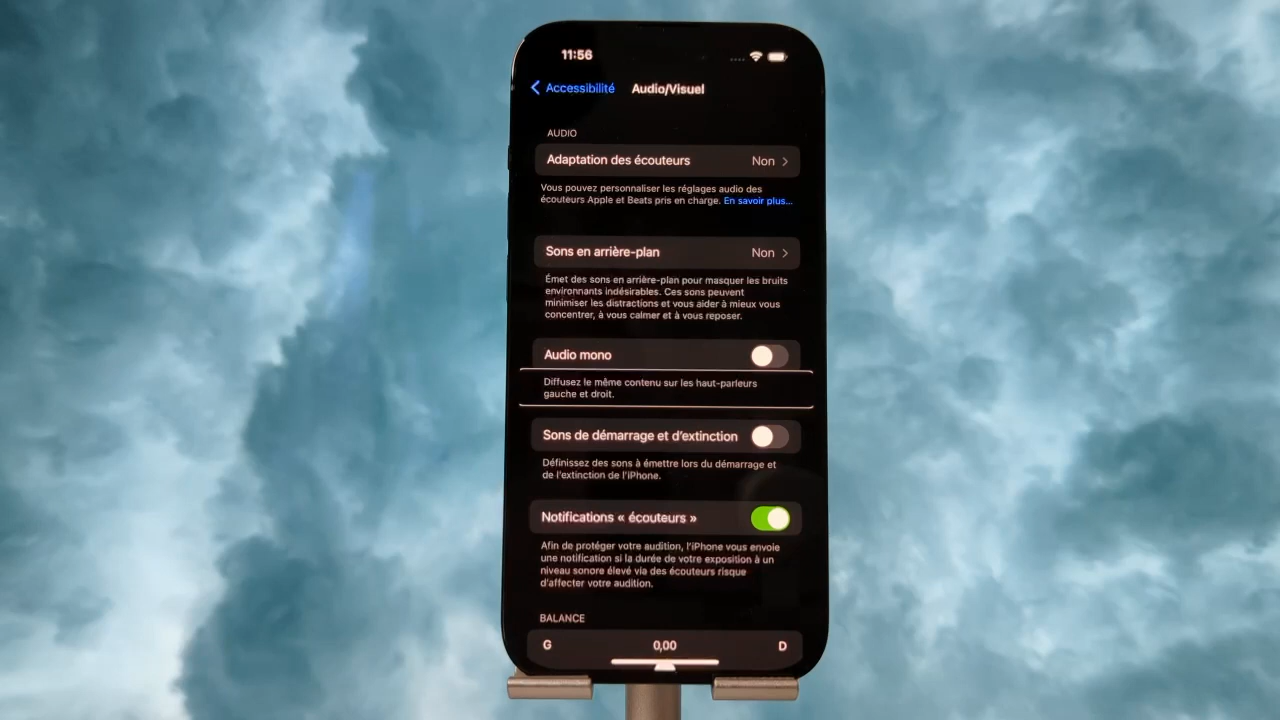 11:56
Accessibilité Audio/Visuel
AUDIO
Adaptation des écouteurs Non
Vous pouvez personnaliser les réglages audio des
écouteurs Apple et Beats pris en charge. En savoir plus...
Sons en arrière-plan Non
Émet des sons en arrière-plan pour masquer les bruits
environnants indésirables. Ces sons peuvent
minimiser les distractions et vous aider à mieux vous
concentrer, à vous calmer et à vous reposer.
Audio mono
Diffusez le même contenu sur les haut-parleurs
gauche et droit.
Sons de démarrage et d'extinction
Définissez des sons à émettre lors du démarrage et
de l'extinction de l'iPhone.
Notifications « écouteurs »
Afin de protéger votre audition, l'iPhone vous envoie
une notification si la durée de votre exposition à un
niveau sonore élevé via des écouteurs risque
d'affecter votre audition.
BALANCE
G 0,00 D